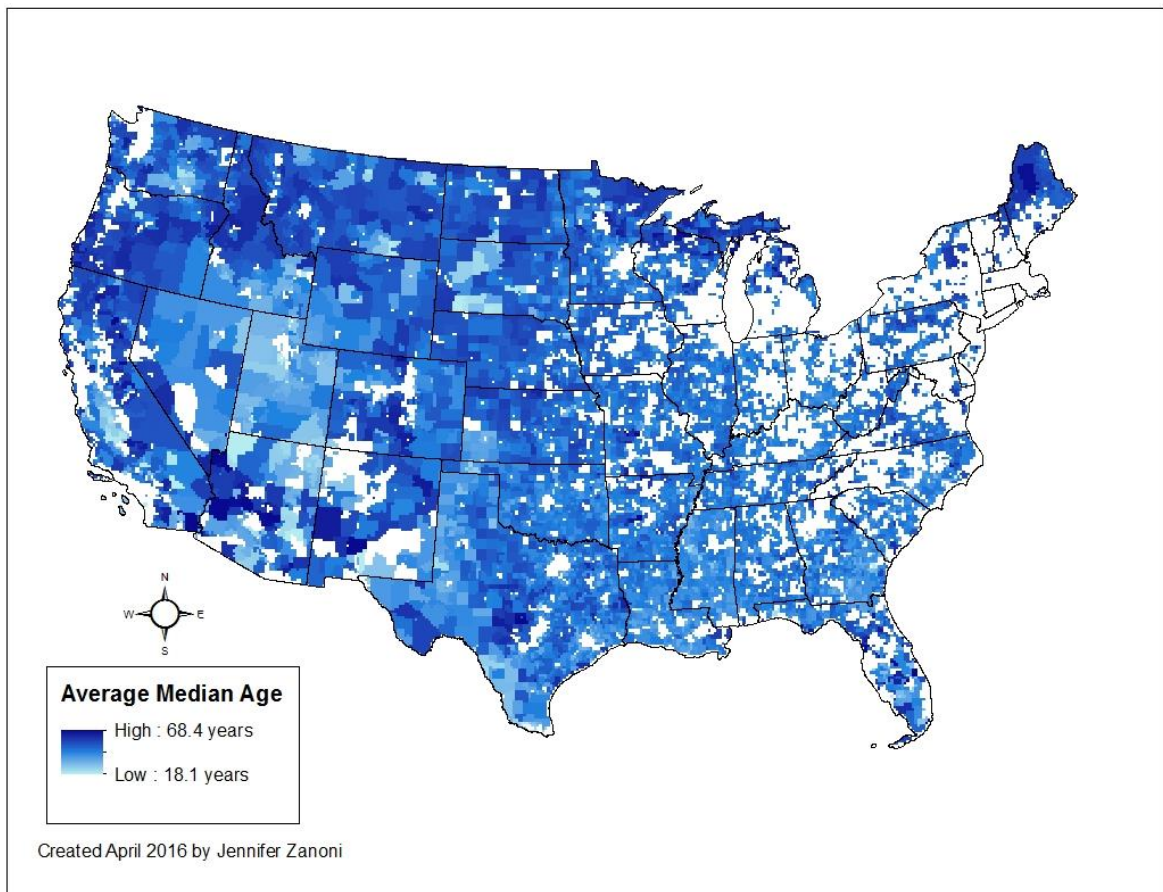 N
W E
S
Average Median Age
High : 68.4 years
Low : 18.1 years
Created April 2016 by Jennifer Zanoni